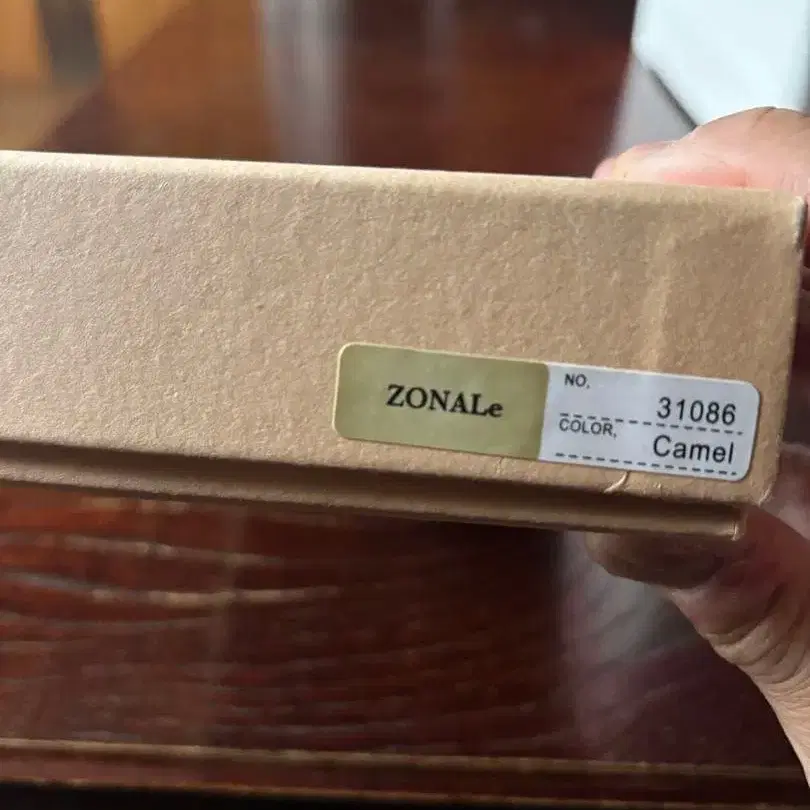 ZONALe
NO, 31086
COLOR, Camel